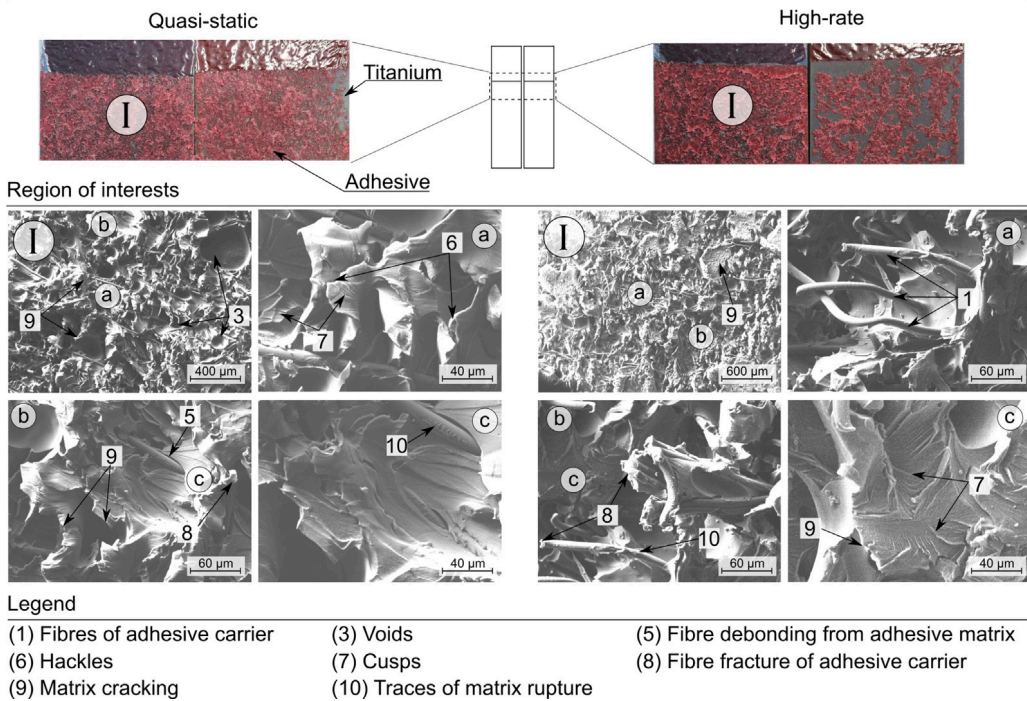 Quasi-static
High-rate
Titanium
I
I
Adhesive
Region of interests
I
b
a
9
3
400 µm
a
6
7
40 µm
I
a
b
9
600 µm
a
1
60 µm
b
5
9
c
8
60 µm
c
10
40 µm
b
c
8
10
60 µm
c
7
9
40 µm
Legend
(1) Fibres of adhesive carrier
(3) Voids
(5) Fibre debonding from adhesive matrix
(6) Hackles
(7) Cusps
(8) Fibre fracture of adhesive carrier
(9) Matrix cracking
(10) Traces of matrix rupture